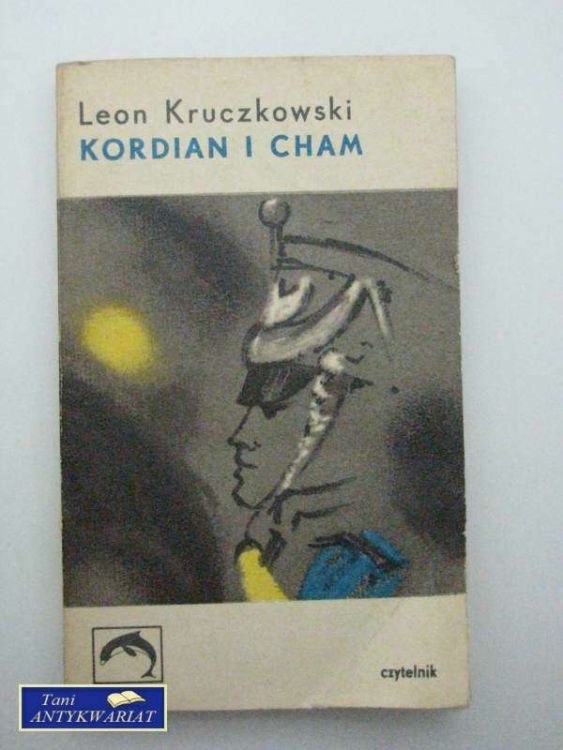 Leon Kruczkowski
KORDIAN I CHAM
czytelnik
Tani
ANTYKWARIAT